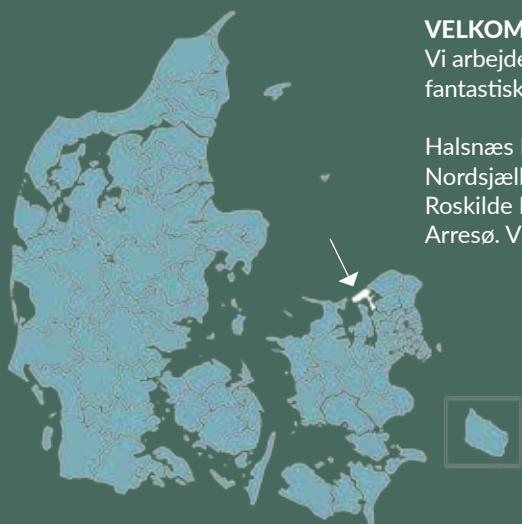 VELKOM
Vi arbejde
fantastisk
Halsnæs
Nordsjæll
Roskilde
Arresø. V